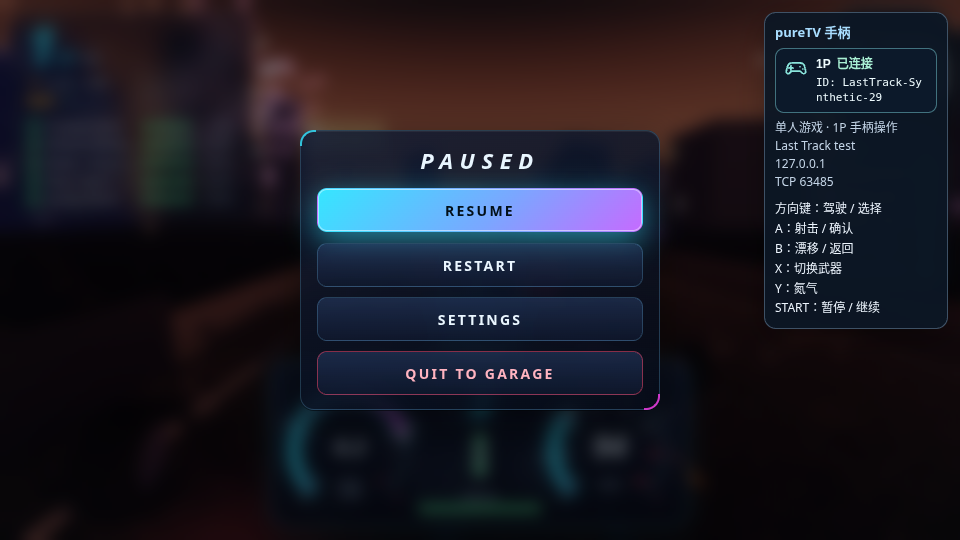 PAUSED
RESUME
RESTART
SETTINGS
QUIT TO GARAGE
pureTV 手柄
1P 已连接
ID: LastTrack-Sy
nthetic-29
单人游戏 · 1P 手柄操作
Last Track test
127.0.0.1
TCP 63485
方向键：驾驶 / 选择
A：射击 / 确认
B：漂移 / 返回
X：切换武器
Y：氮气
START：暂停 / 继续